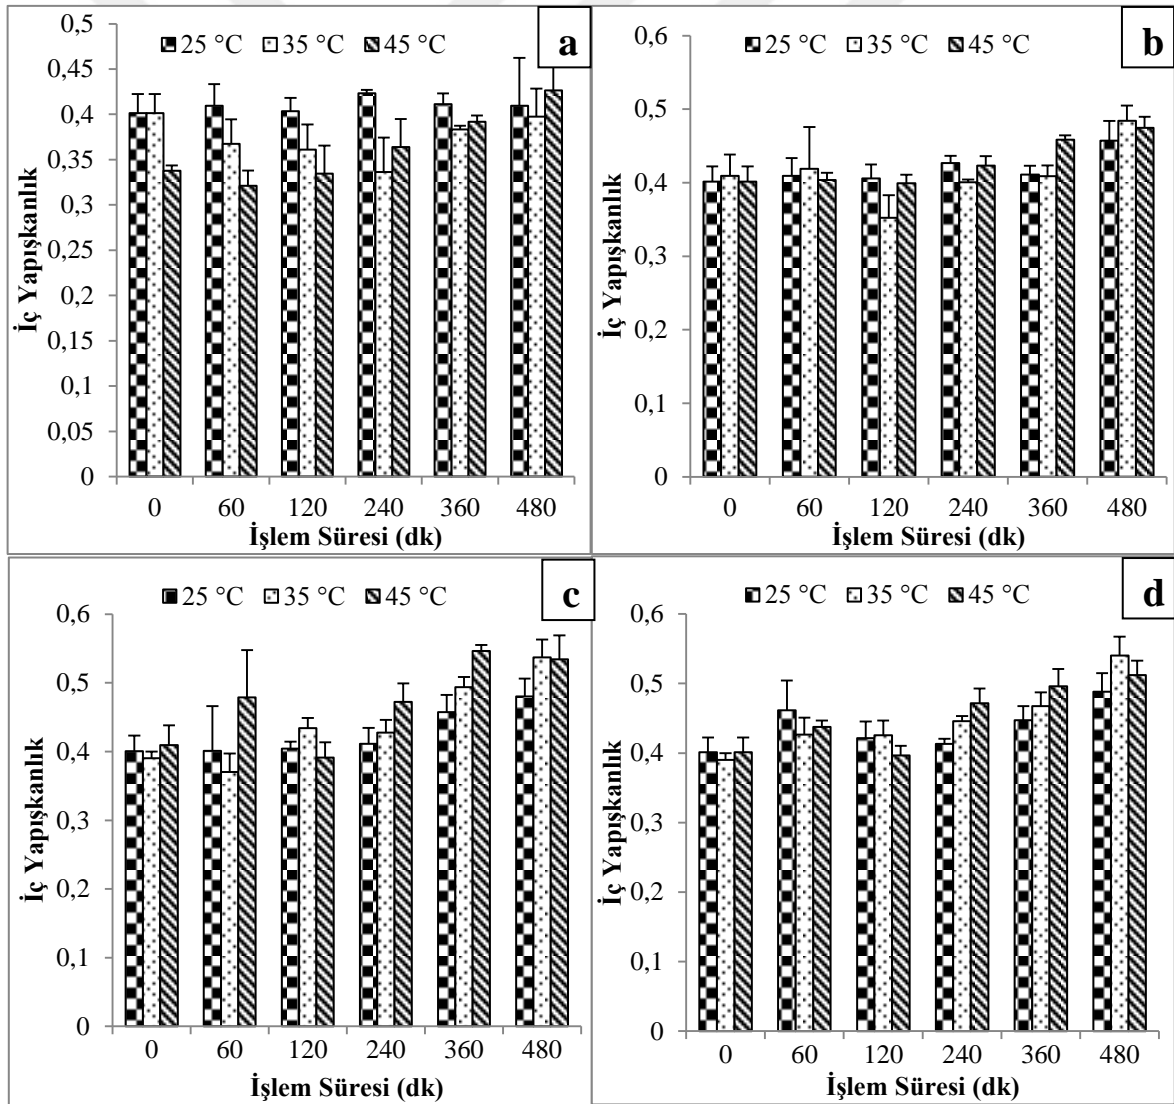 a
25 °C 35 °C 45 °C
0,5
0,45
0,4
0,35
0,3
0,25
0,2
0,15
0,1
0,05
0
İç Yapışkanlık
0 60 120 240 360 480
İşlem Süresi (dk)
b
25 °C 35 °C 45 °C
0,6
0,5
0,4
0,3
0,2
0,1
0
İç Yapışkanlık
0 60 120 240 360 480
İşlem Süresi (dk)
c
25 °C 35 °C 45 °C
0,6
0,5
0,4
0,3
0,2
0,1
0
İç Yapışkanlık
0 60 120 240 360 480
İşlem Süresi (dk)
d
25 °C 35 °C 45 °C
0,6
0,5
0,4
0,3
0,2
0,1
0
İç Yapışkanlık
0 60 120 240 360 480
İşlem Süresi (dk)